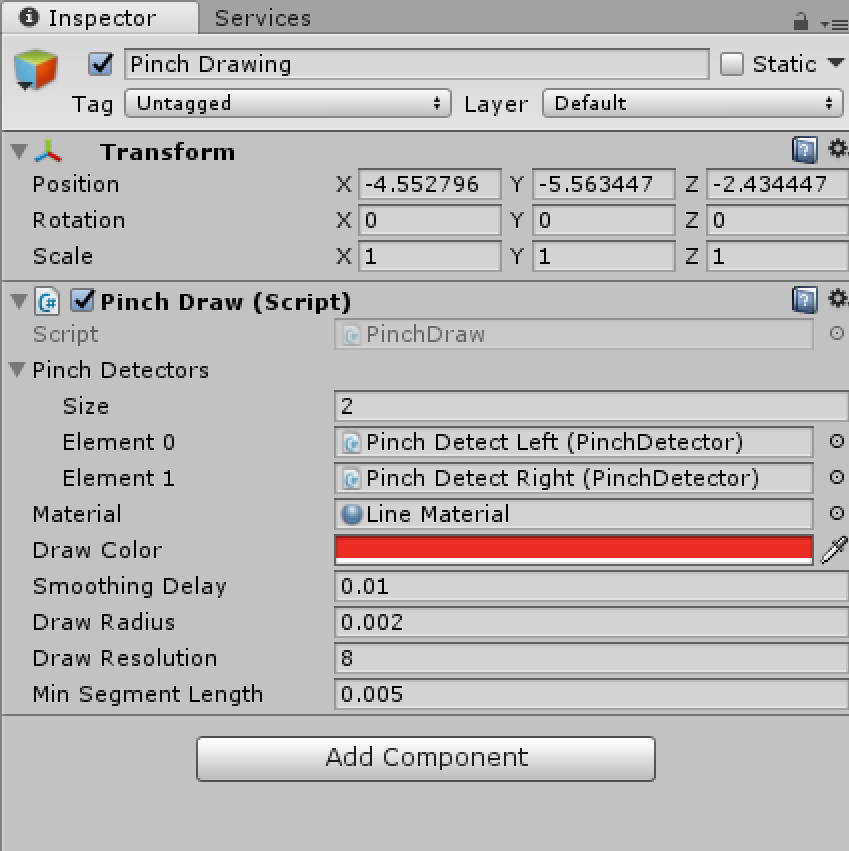 Inspector Services
Pinch Drawing Static
Tag Untagged Layer Default
Transform
Position X -4.552796 Y -5.563447 Z -2.434447
Rotation X 0 Y 0 Z 0
Scale X 1 Y 1 Z 1
C# Pinch Draw (Script)
Script PinchDraw
Pinch Detectors
Size 2
Element 0 Pinch Detect Left (PinchDetector)
Element 1 Pinch Detect Right (PinchDetector)
Material Line Material
Draw Color
Smoothing Delay 0.01
Draw Radius 0.002
Draw Resolution 8
Min Segment Length 0.005
Add Component